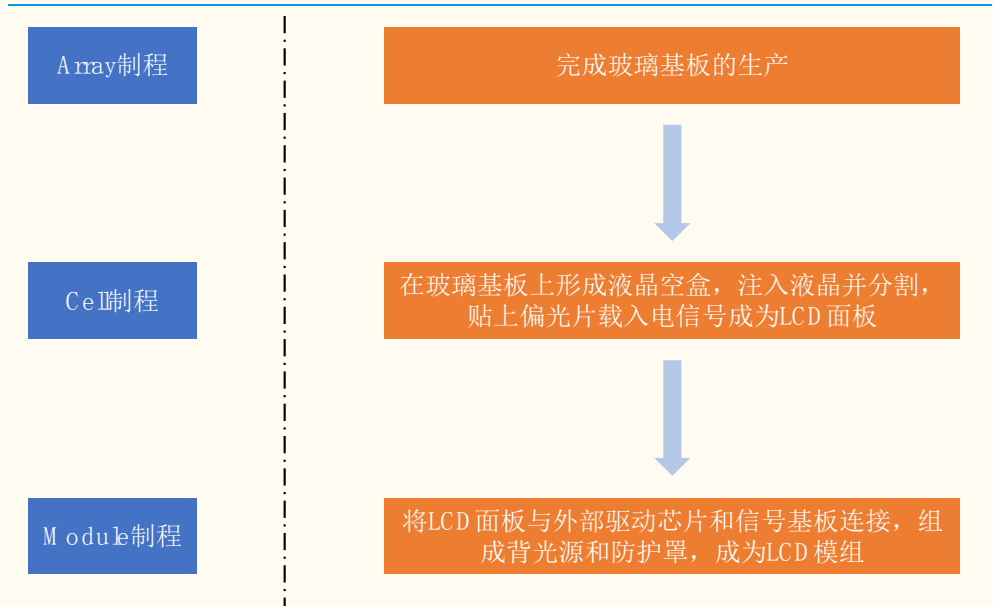 Array制程
完成玻璃基板的生产
Cell制程
在玻璃基板上形成液晶空盒，注入液晶并分割，
贴上偏光片载入电信号成为LCD面板
Module制程
将LCD面板与外部驱动芯片和信号基板连接，组
成背光源和防护罩，成为LCD模组